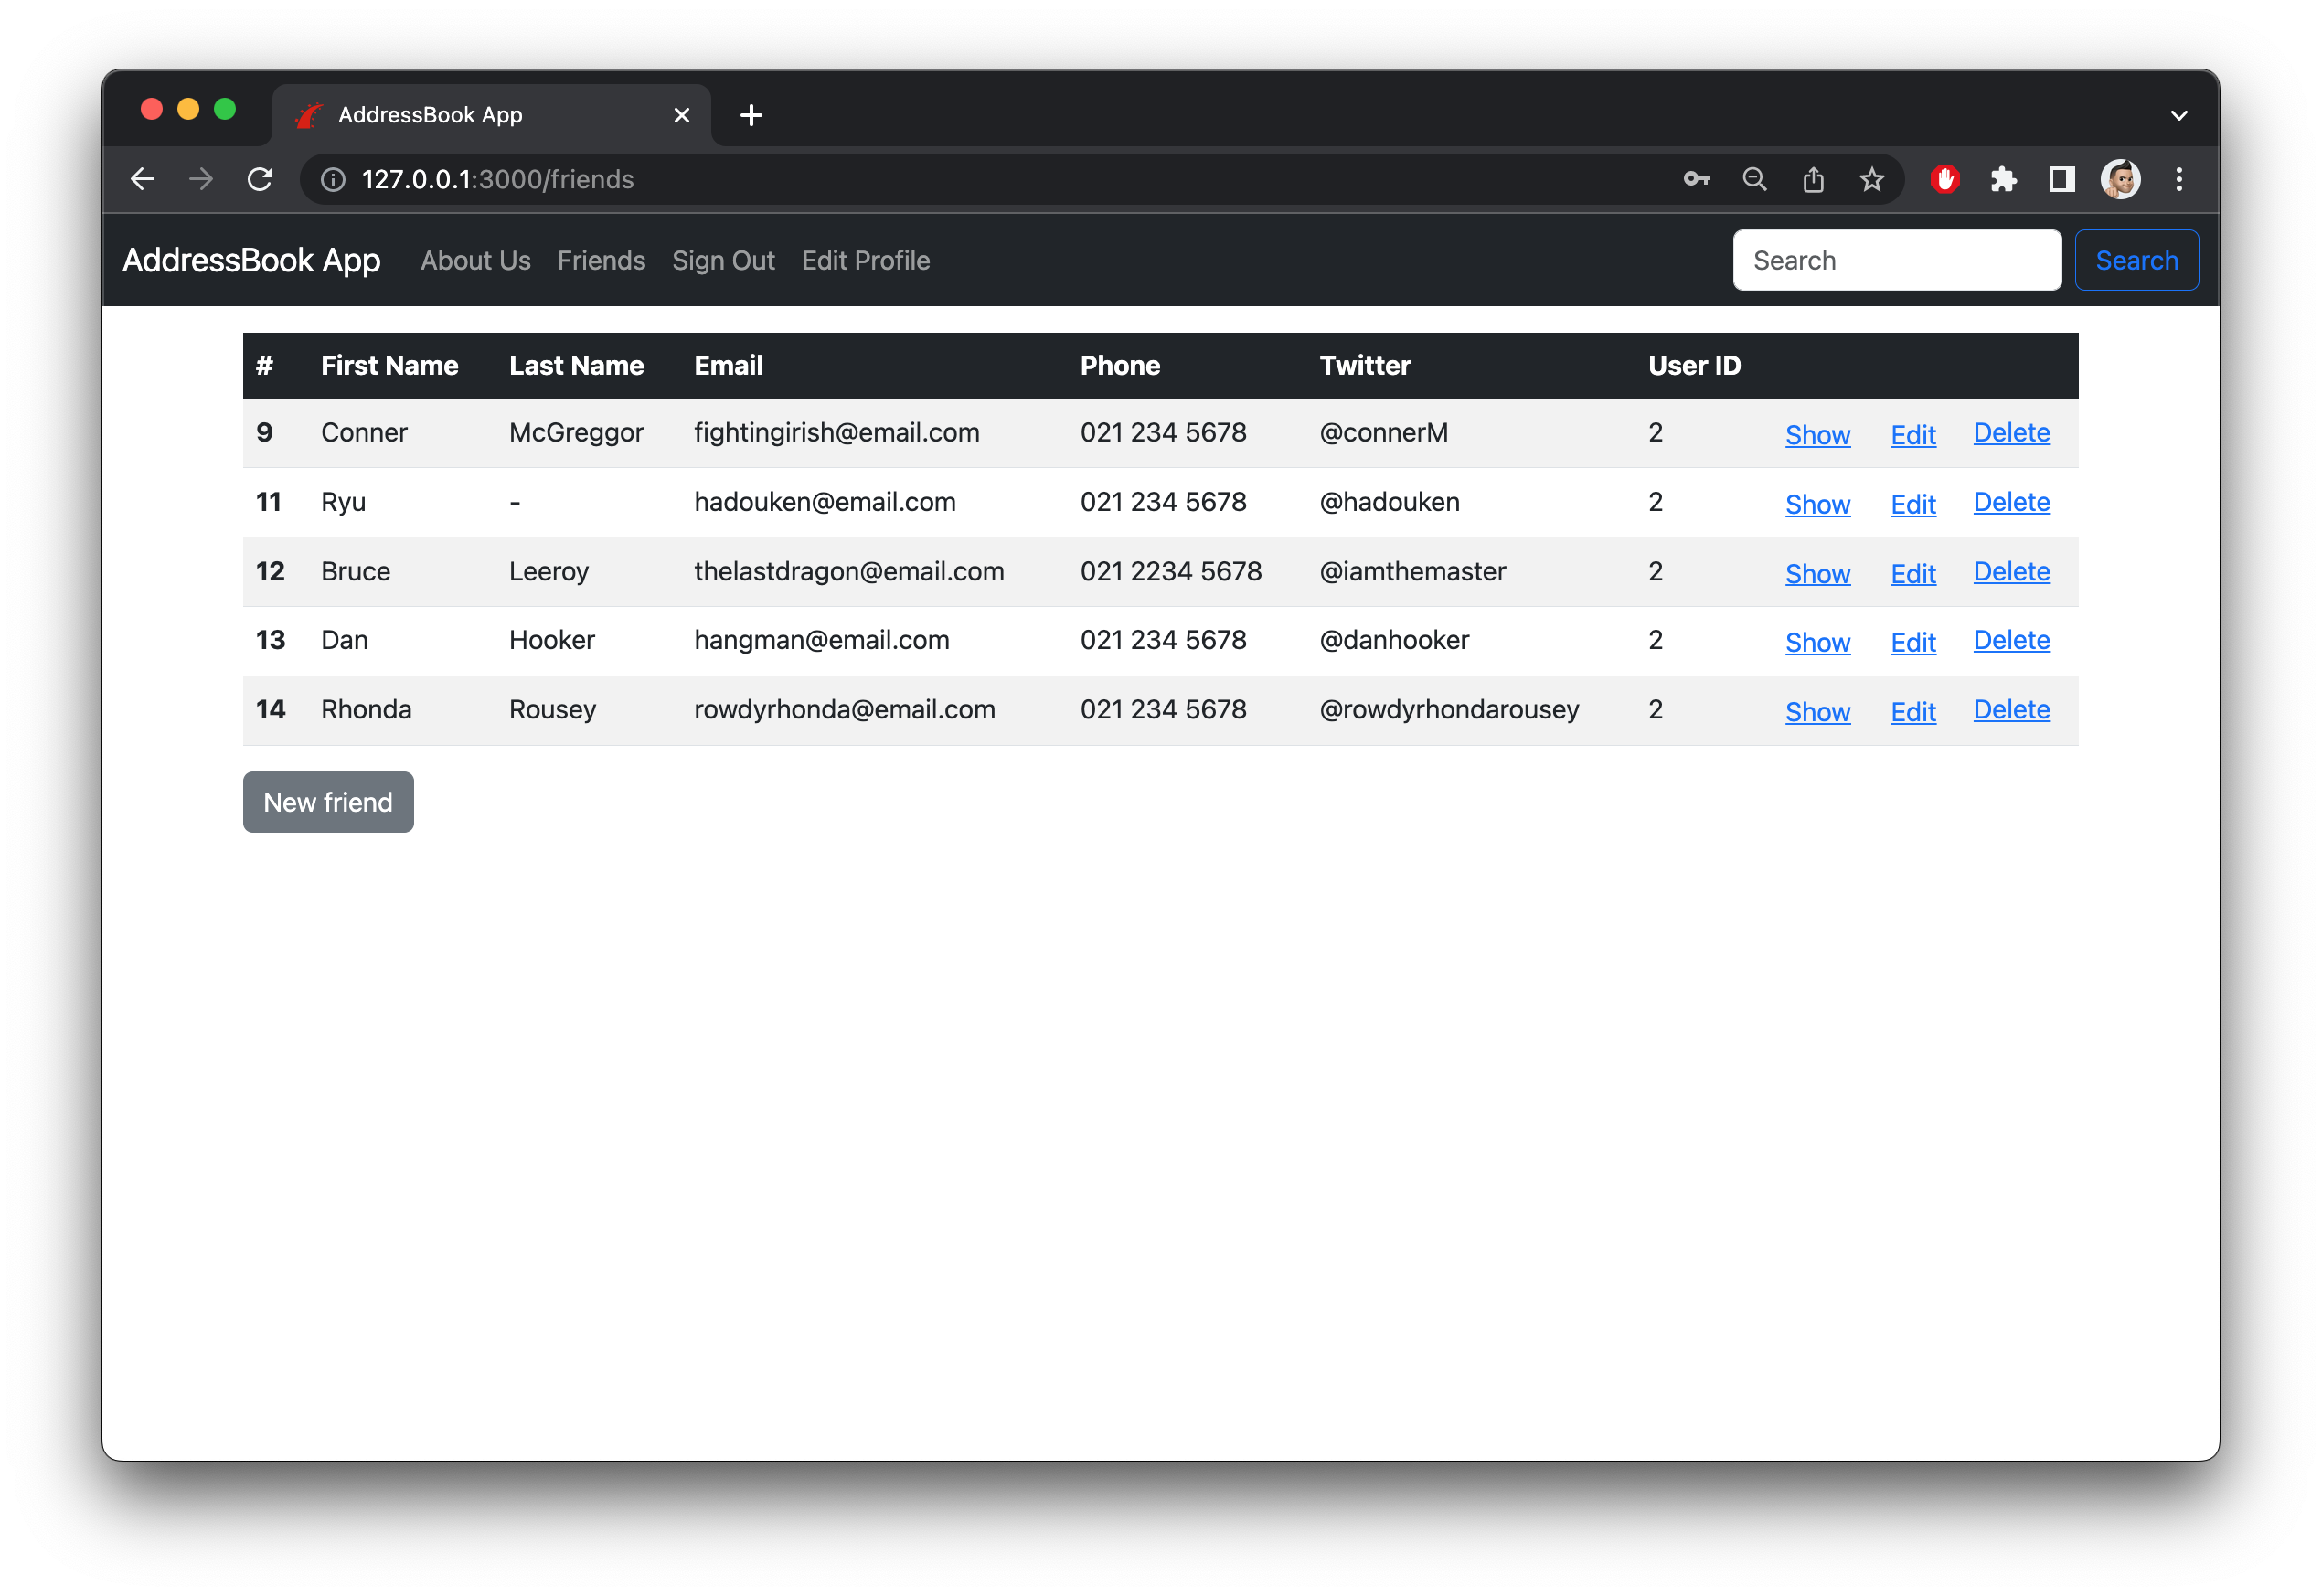 AddressBook App
127.0.0.1:3000/friends
AddressBook App About Us Friends Sign Out Edit Profile Search Search
# First Name Last Name Email Phone Twitter User ID
9 Conner McGreggor fightingirish@email.com 021 234 5678 @connerM 2 Show Edit Delete
11 Ryu - hadouken@email.com 021 234 5678 @hadouken 2 Show Edit Delete
12 Bruce Leeroy thelastdragon@email.com 021 2234 5678 @iamthemaster 2 Show Edit Delete
13 Dan Hooker hangman@email.com 021 234 5678 @danhooker 2 Show Edit Delete
14 Rhonda Rousey rowdyrhonda@email.com 021 234 5678 @rowdyrhondarousey 2 Show Edit Delete
New friend